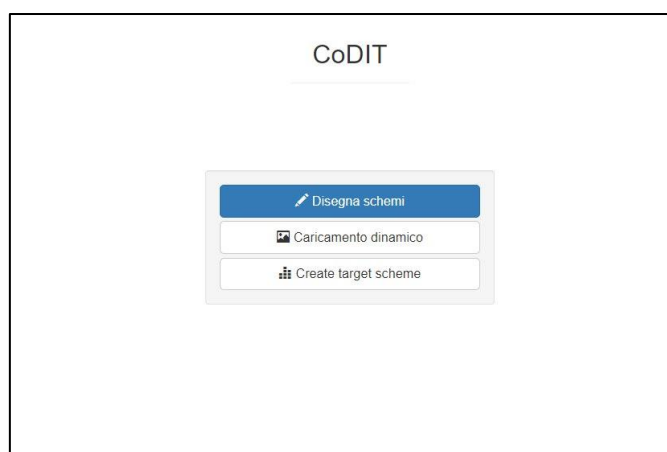 CoDIT
Disegna schemi
Caricamento dinamico
Create target scheme